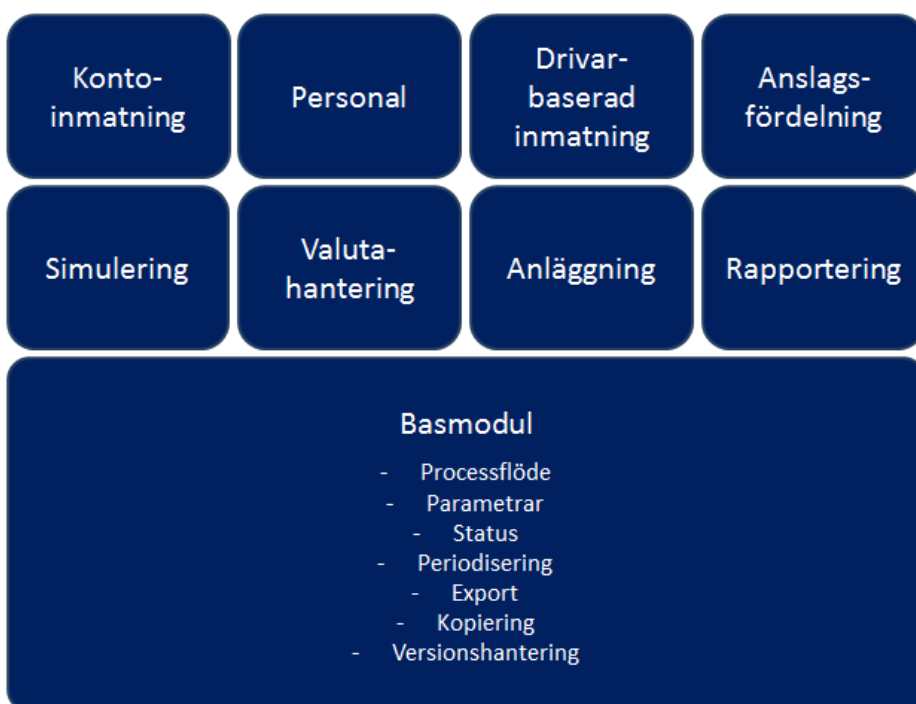 Konto-
inmatning
Personal
Drivar-
baserad
inmatning
Anslags-
fördelning
Simulering
Valuta-
hantering
Anläggning
Rapportering
Basmodul
- Processflöde
- Parametrar
- Status
- Periodisering
- Export
- Kopiering
- Versionshantering